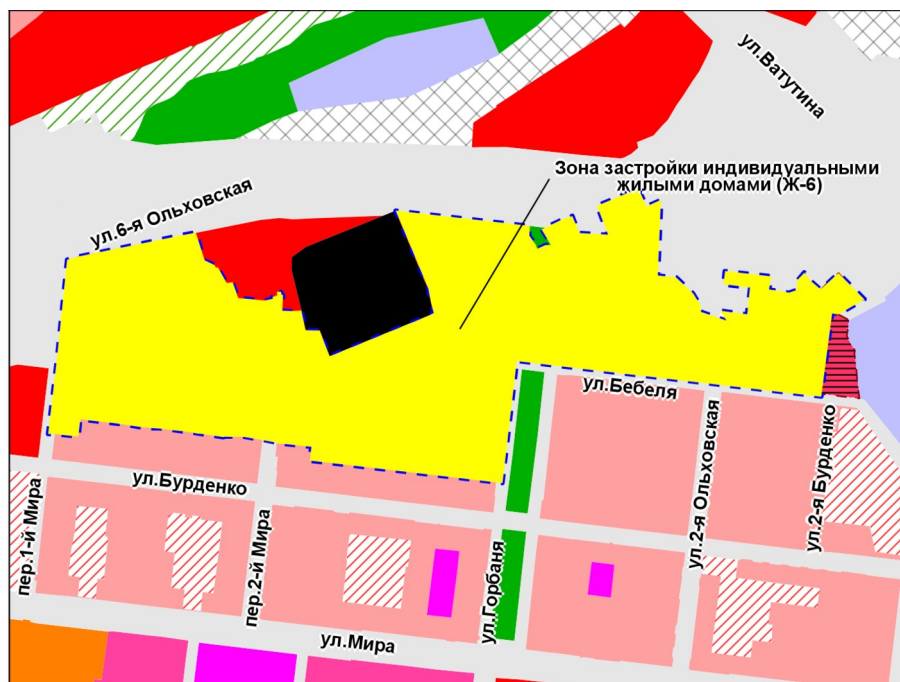 ул.Ватутина
Зона застройки индивидуальными
жилыми домами (Ж-6)
ул.6-я Ольховская
ул.Бебеля
ул.2-я Ольховская
ул.2-я Бурденко
ул.Бурденко
пер.1-й Мира
пер.2-й Мира
ул.Горбаня
ул.Мира